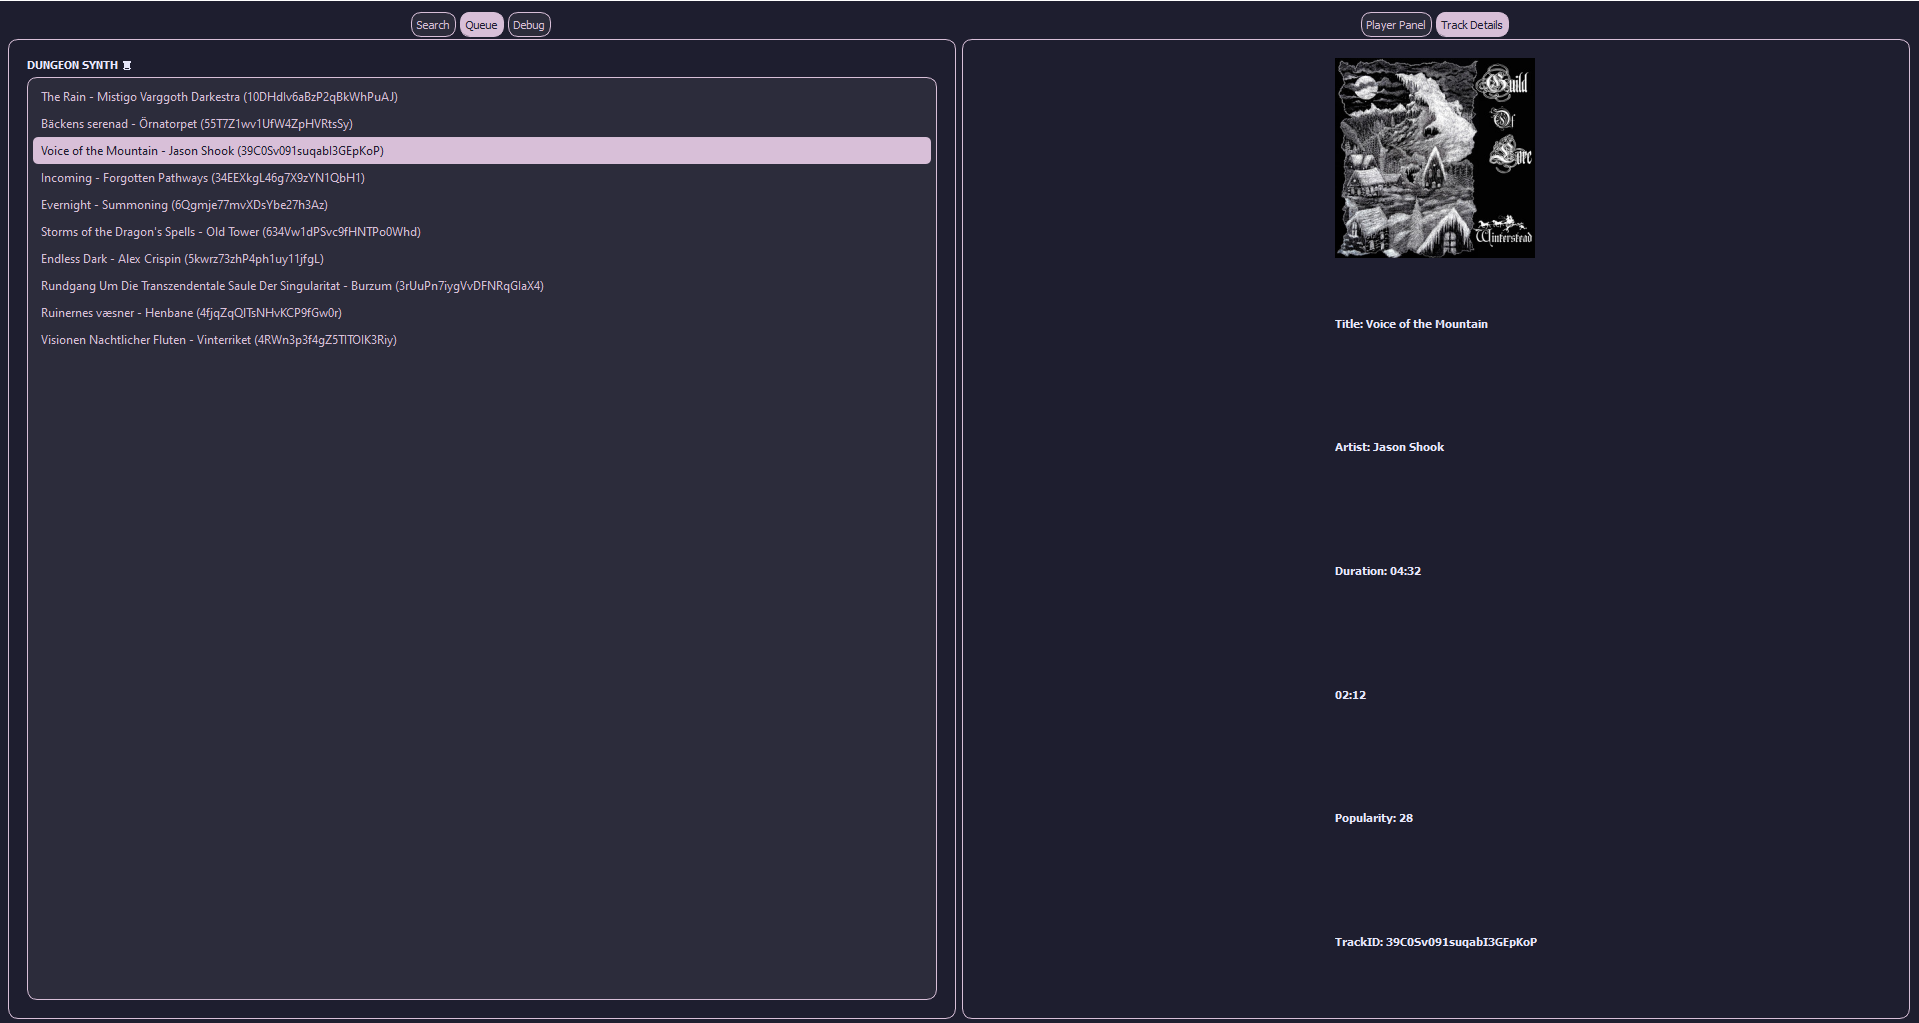 Search Queue Debug
DUNGEON SYNTH
The Rain - Mistigo Varggoth Darkestra (10DHdlv6aBzP2qBkWhPuAJ)
Bäckens serenad - Örnatorpet (55T7Z1wv1UfW4ZpHVRtsSy)
Voice of the Mountain - Jason Shook (39C0Sv091suqabI3GEpKoP)
Incoming - Forgotten Pathways (34EEXkgL46g7X9zYN1QbH1)
Evernight - Summoning (6Qgmje77mvXDsYbe27h3Az)
Storms of the Dragon's Spells - Old Tower (634Vw1dPSvc9fHNTPo0Whd)
Endless Dark - Alex Crispin (5kwrz73zhP4ph1uy11jfgL)
Rundgang Um Die Transzendentale Saule Der Singularitat - Burzum (3rUuPn7iygVvDFNRqGlaX4)
Ruinernes væsner - Henbane (4fjqZqQlTsNHvKCP9fGw0r)
Visionen Nachtlicher Fluten - Vinterriket (4RWn3p3f4gZ5TlTOlK3Riy)
Player Panel Track Details
Guild
Of
Lore
Winterstead
Title: Voice of the Mountain
Artist: Jason Shook
Duration: 04:32
02:12
Popularity: 28
TrackID: 39C0Sv091suqabI3GEpKoP